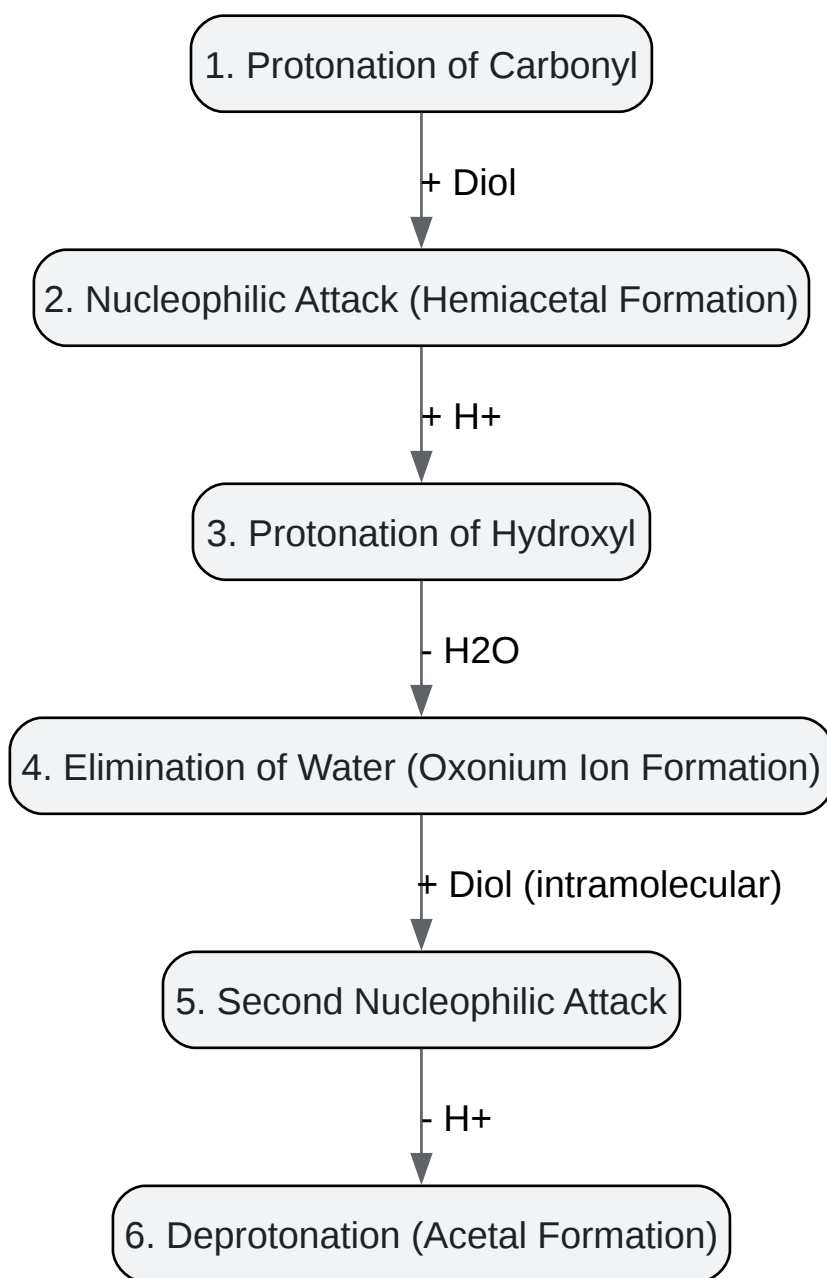 1. Protonation of Carbonyl
+ Diol
2. Nucleophilic Attack (Hemiacetal Formation)
+ H+
3. Protonation of Hydroxyl
- H2O
4. Elimination of Water (Oxonium Ion Formation)
+ Diol (intramolecular)
5. Second Nucleophilic Attack
- H+
6. Deprotonation (Acetal Formation)